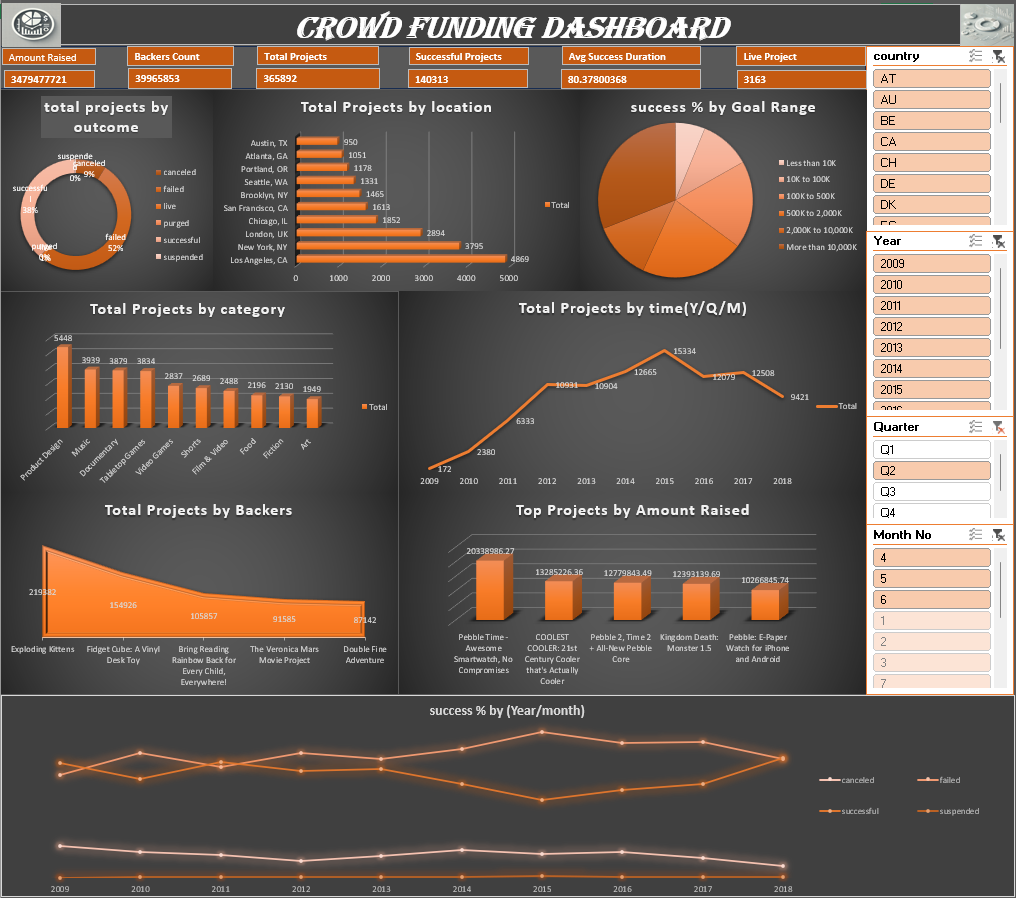 CROWD FUNDING DASHBOARD
Amount Raised
3479477721
Backers Count
39965853
Total Projects
365892
Successful Projects
140313
Avg Success Duration
80.37800368
Live Project
3163
total projects by
outcome
suspende
d
0%
canceled
9%
successfu
l
38%
failed
52%
purged
0%
canceled
failed
live
purged
successful
suspended
Total Projects by location
Austin, TX 950
Atlanta, GA 1051
Portland, OR 1178
Seattle, WA 1331
Brooklyn, NY 1465
San Francisco, CA 1613
Chicago, IL 1852
London, UK 2894
New York, NY 3795
Los Angeles, CA 4869
0 1000 2000 3000 4000 5000
Total
success % by Goal Range
Less than 10K
10K to 100K
100K to 500K
500K to 2,000K
2,000K to 10,000K
More than 10,000K
Total Projects by category
5448 3939 3879 3834 2837 2689 2488 2196 2130 1949
Product Design
Music
Documentary
Tabletop Games
Video Games
Shorts
Film & Video
Food
Fiction
Art
Total
Total Projects by time(Y/Q/M)
172 2380 6333 10931 10904 12665 15334 12079 12508 9421
2009 2010 2011 2012 2013 2014 2015 2016 2017 2018
Total
Total Projects by Backers
219382
154926
105857
91585
87142
Exploding Kittens
Fidget Cube: A Vinyl
Desk Toy
Bring Reading
Rainbow Back for
Every Child,
Everywhere!
The Veronica Mars
Movie Project
Double Fine
Adventure
Top Projects by Amount Raised
20338986.27
13285226.36
12779843.49
12393139.69
10266845.74
Pebble Time -
Awesome
Smartwatch, No
Compromises
COOLEST
COOLER: 21st
Century Cooler
that's Actually
Cooler
Pebble 2, Time 2
+ All-New Pebble
Core
Kingdom Death:
Monster 1.5
Pebble: E-Paper
Watch for iPhone
and Android
country
AT
AU
BE
CA
CH
DE
DK
Year
2009
2010
2011
2012
2013
2014
2015
2016
Quarter
Q1
Q2
Q3
Q4
Month No
4
5
6
1
2
3
7
success % by (Year/month)
2009 2010 2011 2012 2013 2014 2015 2016 2017 2018
canceled failed
successful suspended